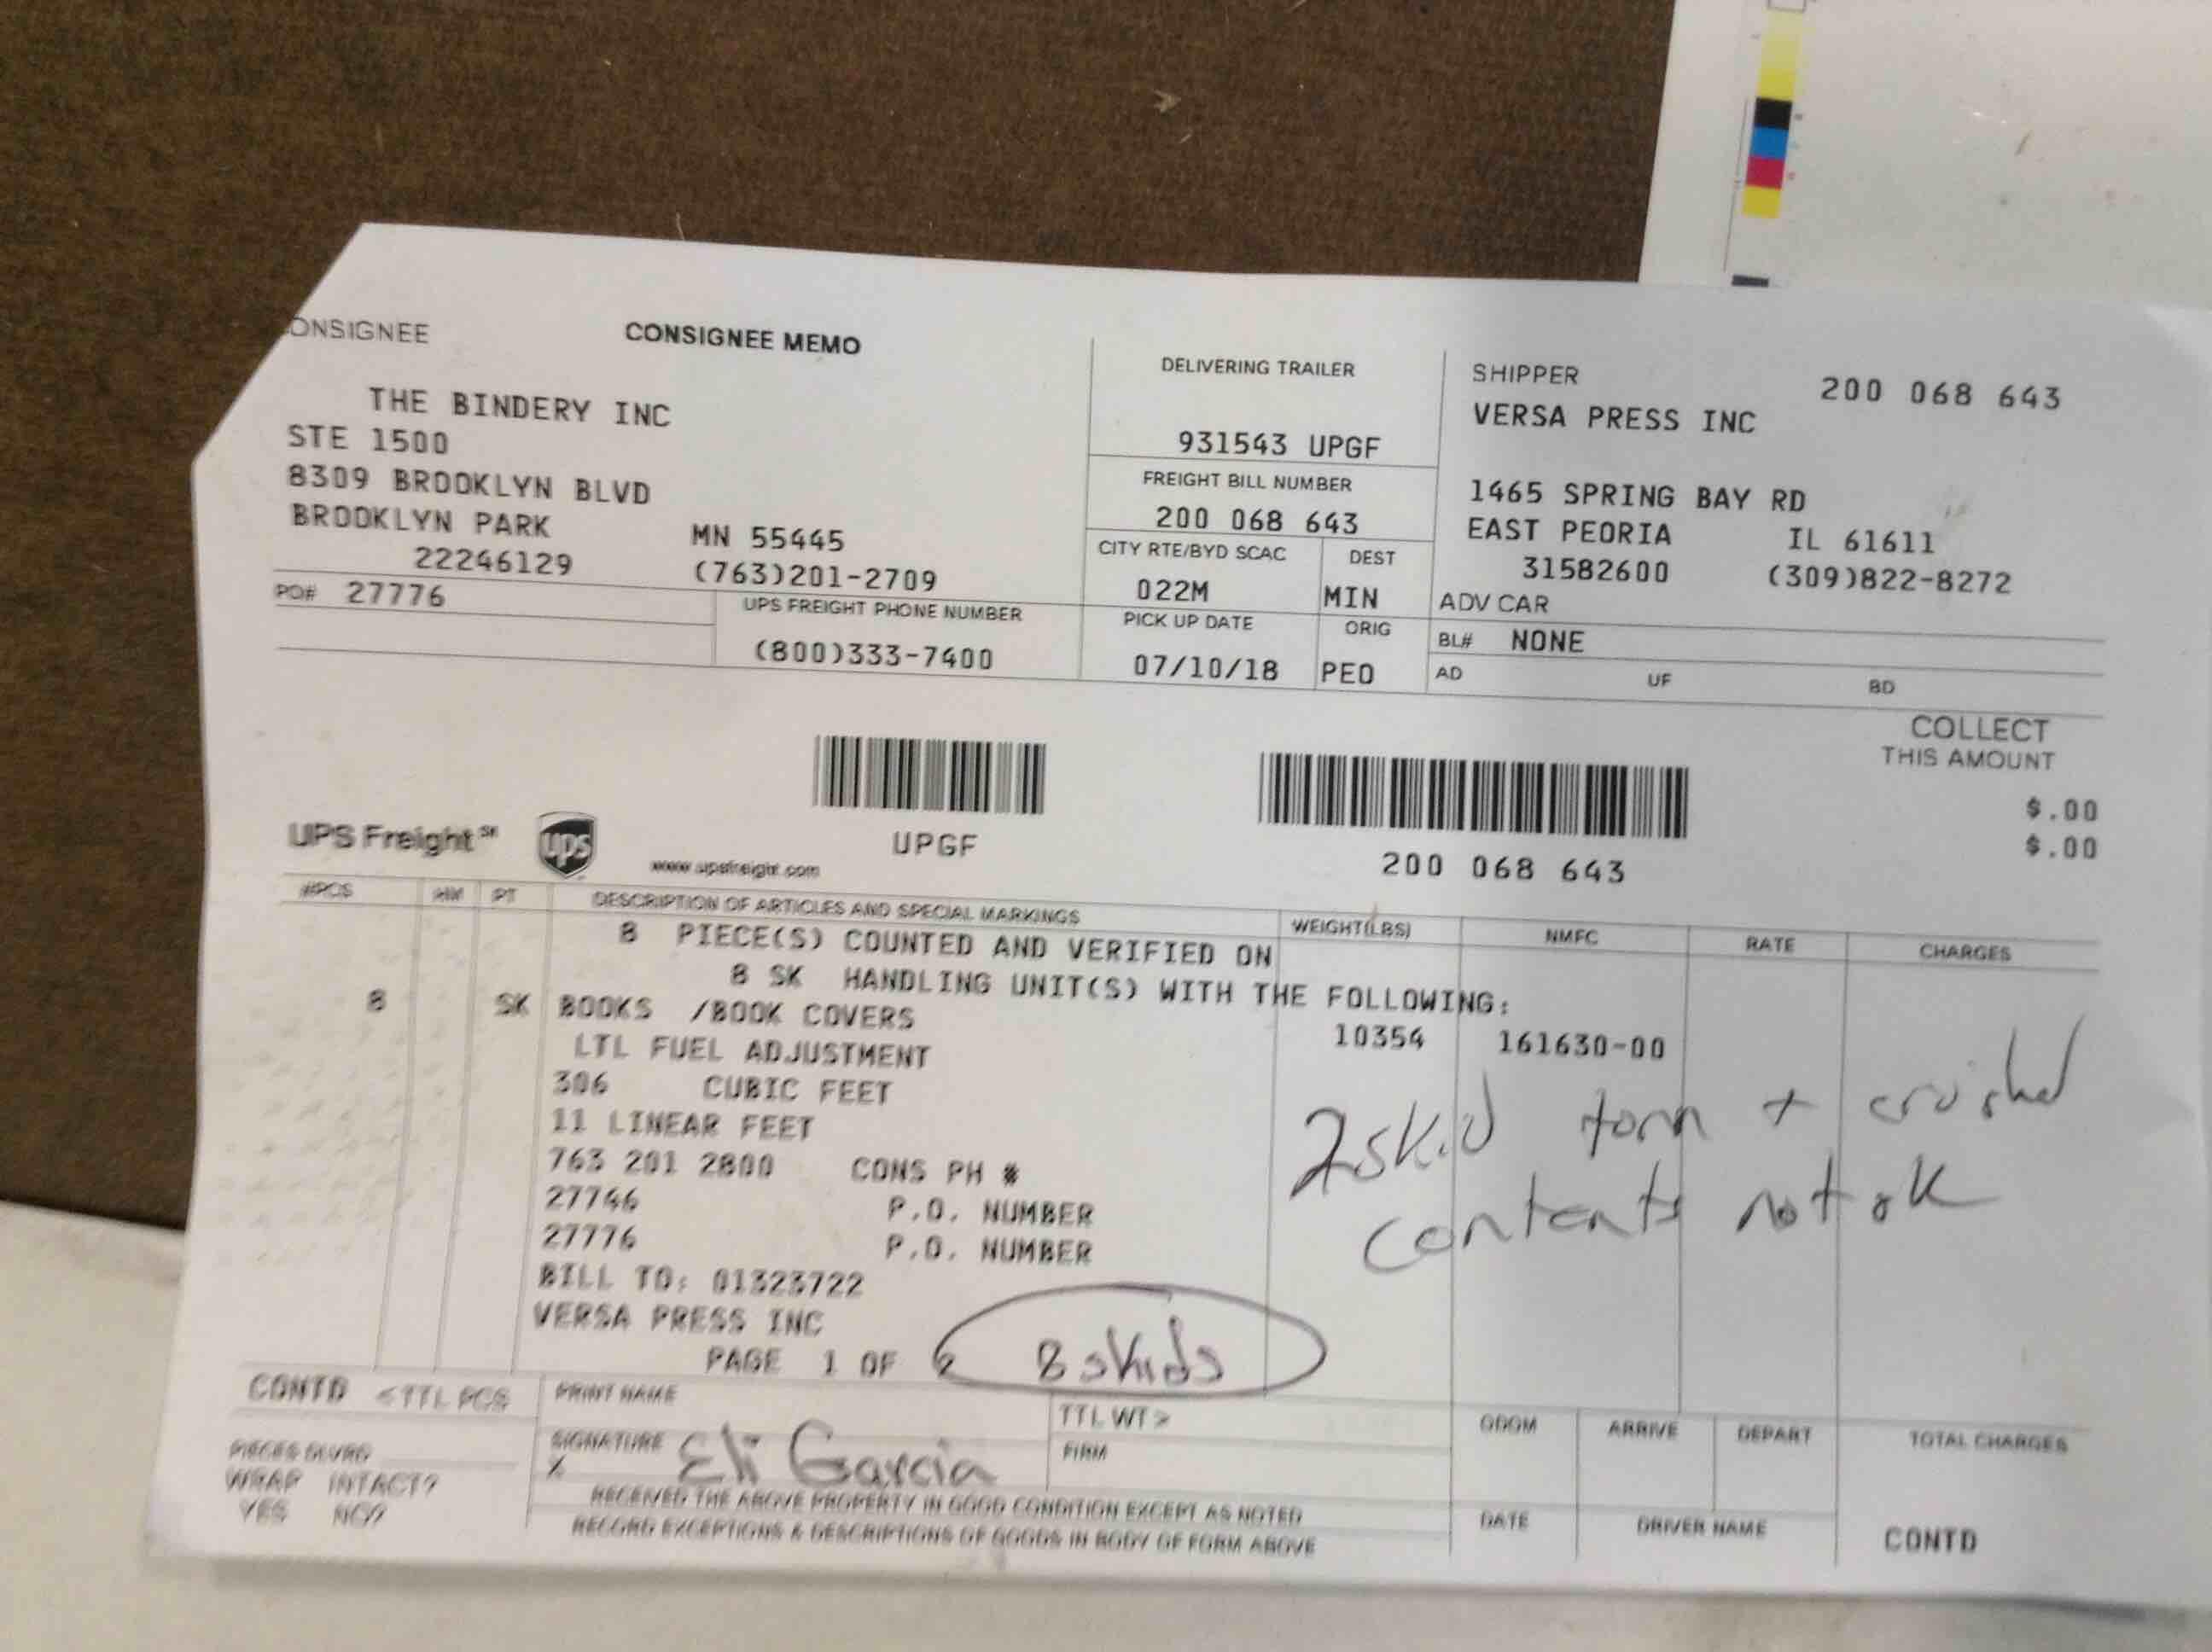 ONSIGNEE
CONSIGNEE MEMO
THE BINDERY INC
STE 1500
8309 BROOKLYN BLVD
BROOKLYN PARK MN 55445
22246129 (763)201-2709
PO# 27776
UPS FREIGHT PHONE NUMBER
(800)333-7400
DELIVERING TRAILER
931543 UPGF
FREIGHT BILL NUMBER
200 068 643
CITY RTE/BYD SCAC DEST
022M MIN
PICK UP DATE ORIG
07/10/18 PEO
SHIPPER 200 068 643
VERSA PRESS INC
1465 SPRING BAY RD
EAST PEORIA IL 61611
31582600 (309)822-8272
ADV CAR
BL# NONE
AD UF BD
COLLECT
THIS AMOUNT
$.00
$.00
UPS Freight SM
ups
www.upsfreight.com
UPGF
200 068 643
#PCS HM PT DESCRIPTION OF ARTICLES AND SPECIAL MARKINGS WEIGHT(LBS) NMFC RATE CHARGES
8 PIECE(S) COUNTED AND VERIFIED ON
8 SK HANDLING UNIT(S) WITH THE FOLLOWING:
8 SK BOOKS /BOOK COVERS 10354 161630-00
LTL FUEL ADJUSTMENT
306 CUBIC FEET
11 LINEAR FEET
763 201 2800 CONS PH #
27746 P.O. NUMBER
27776 P.O. NUMBER
BILL TO: 01323722
VERSA PRESS INC
PAGE 1 OF 2
2 skid torn + crushed
contents not ok
8 skids
CONTD <TTL PCS
PRINT NAME
TTL WT >
PIECES DLVRD
WRAP INTACT?
YES NO?
SIGNATURE
X Eli Garcia
FIRM
ODOM ARRIVE DEPART TOTAL CHARGES
RECEIVED THE ABOVE PROPERTY IN GOOD CONDITION EXCEPT AS NOTED
RECORD EXCEPTIONS & DESCRIPTIONS OF GOODS IN BODY OF FORM ABOVE
DATE DRIVER NAME CONTD